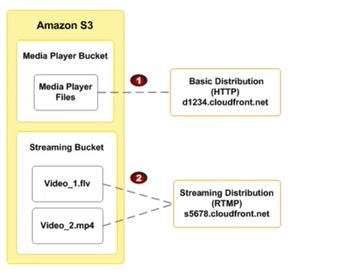 Amazon S3
Media Player Bucket
Media Player
Files
1
Basic Distribution
(HTTP)
d1234.cloudfront.net
Streaming Bucket
Video_1.flv
2
Streaming Distribution
(RTMP)
s5678.cloudfront.net
Video_2.mp4